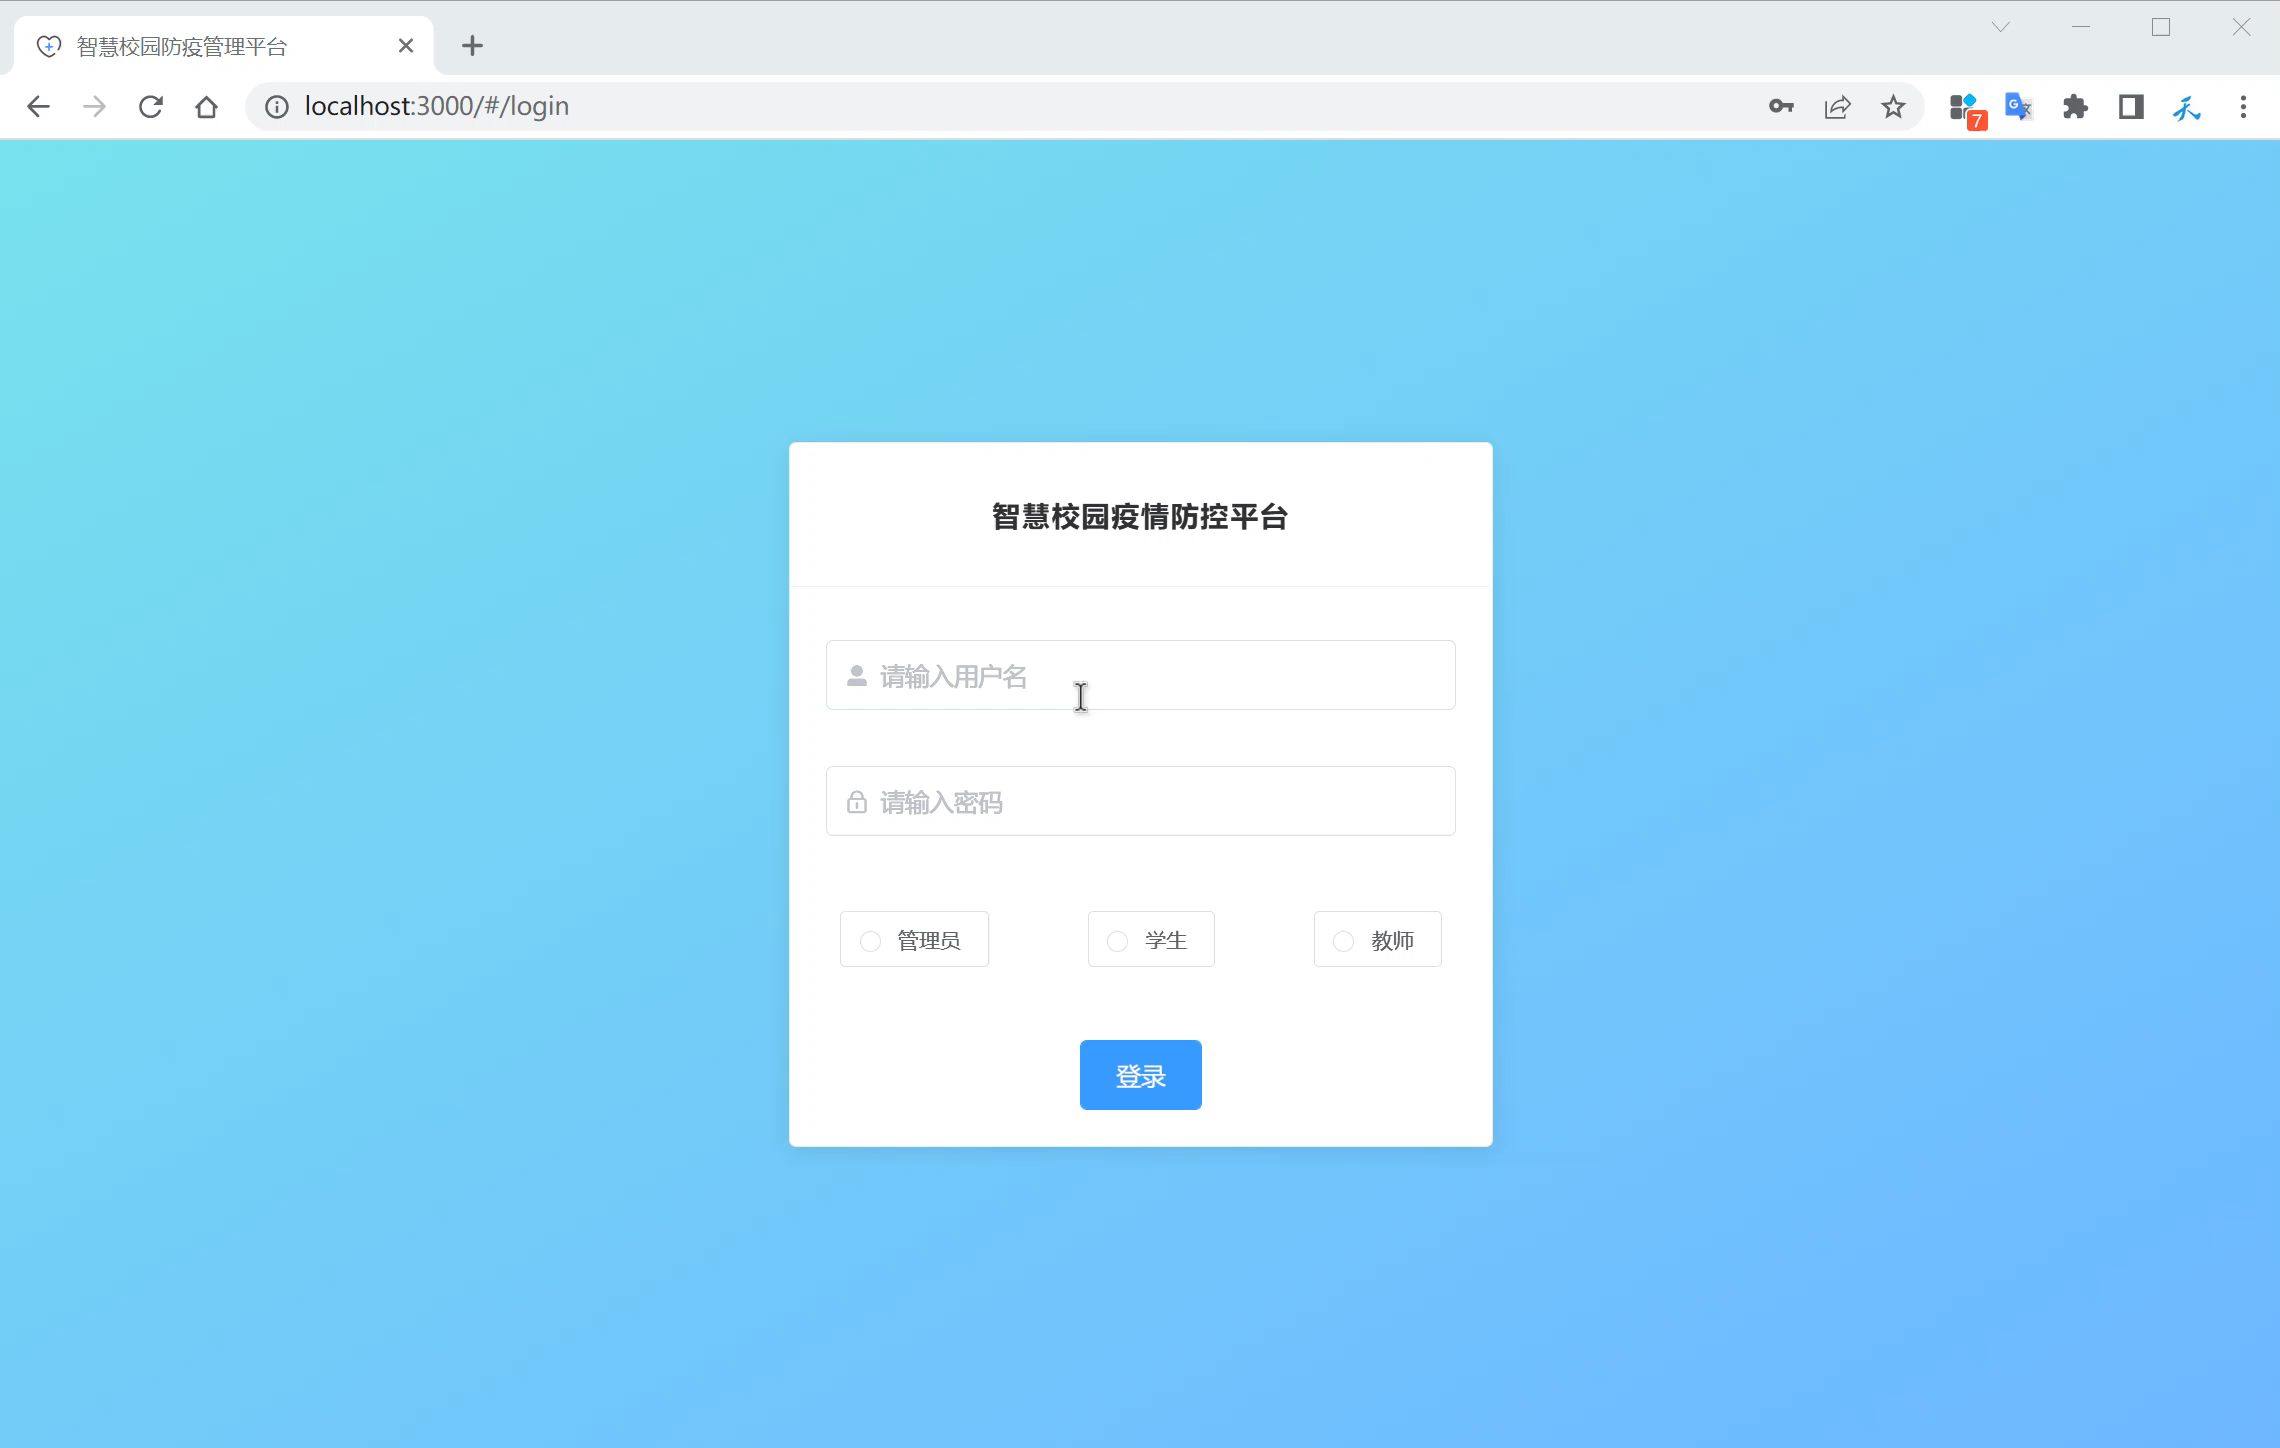 智慧校园防疫管理平台
localhost:3000/#/login
7
智慧校园疫情防控平台
请输入用户名
请输入密码
管理员 学生 教师
登录